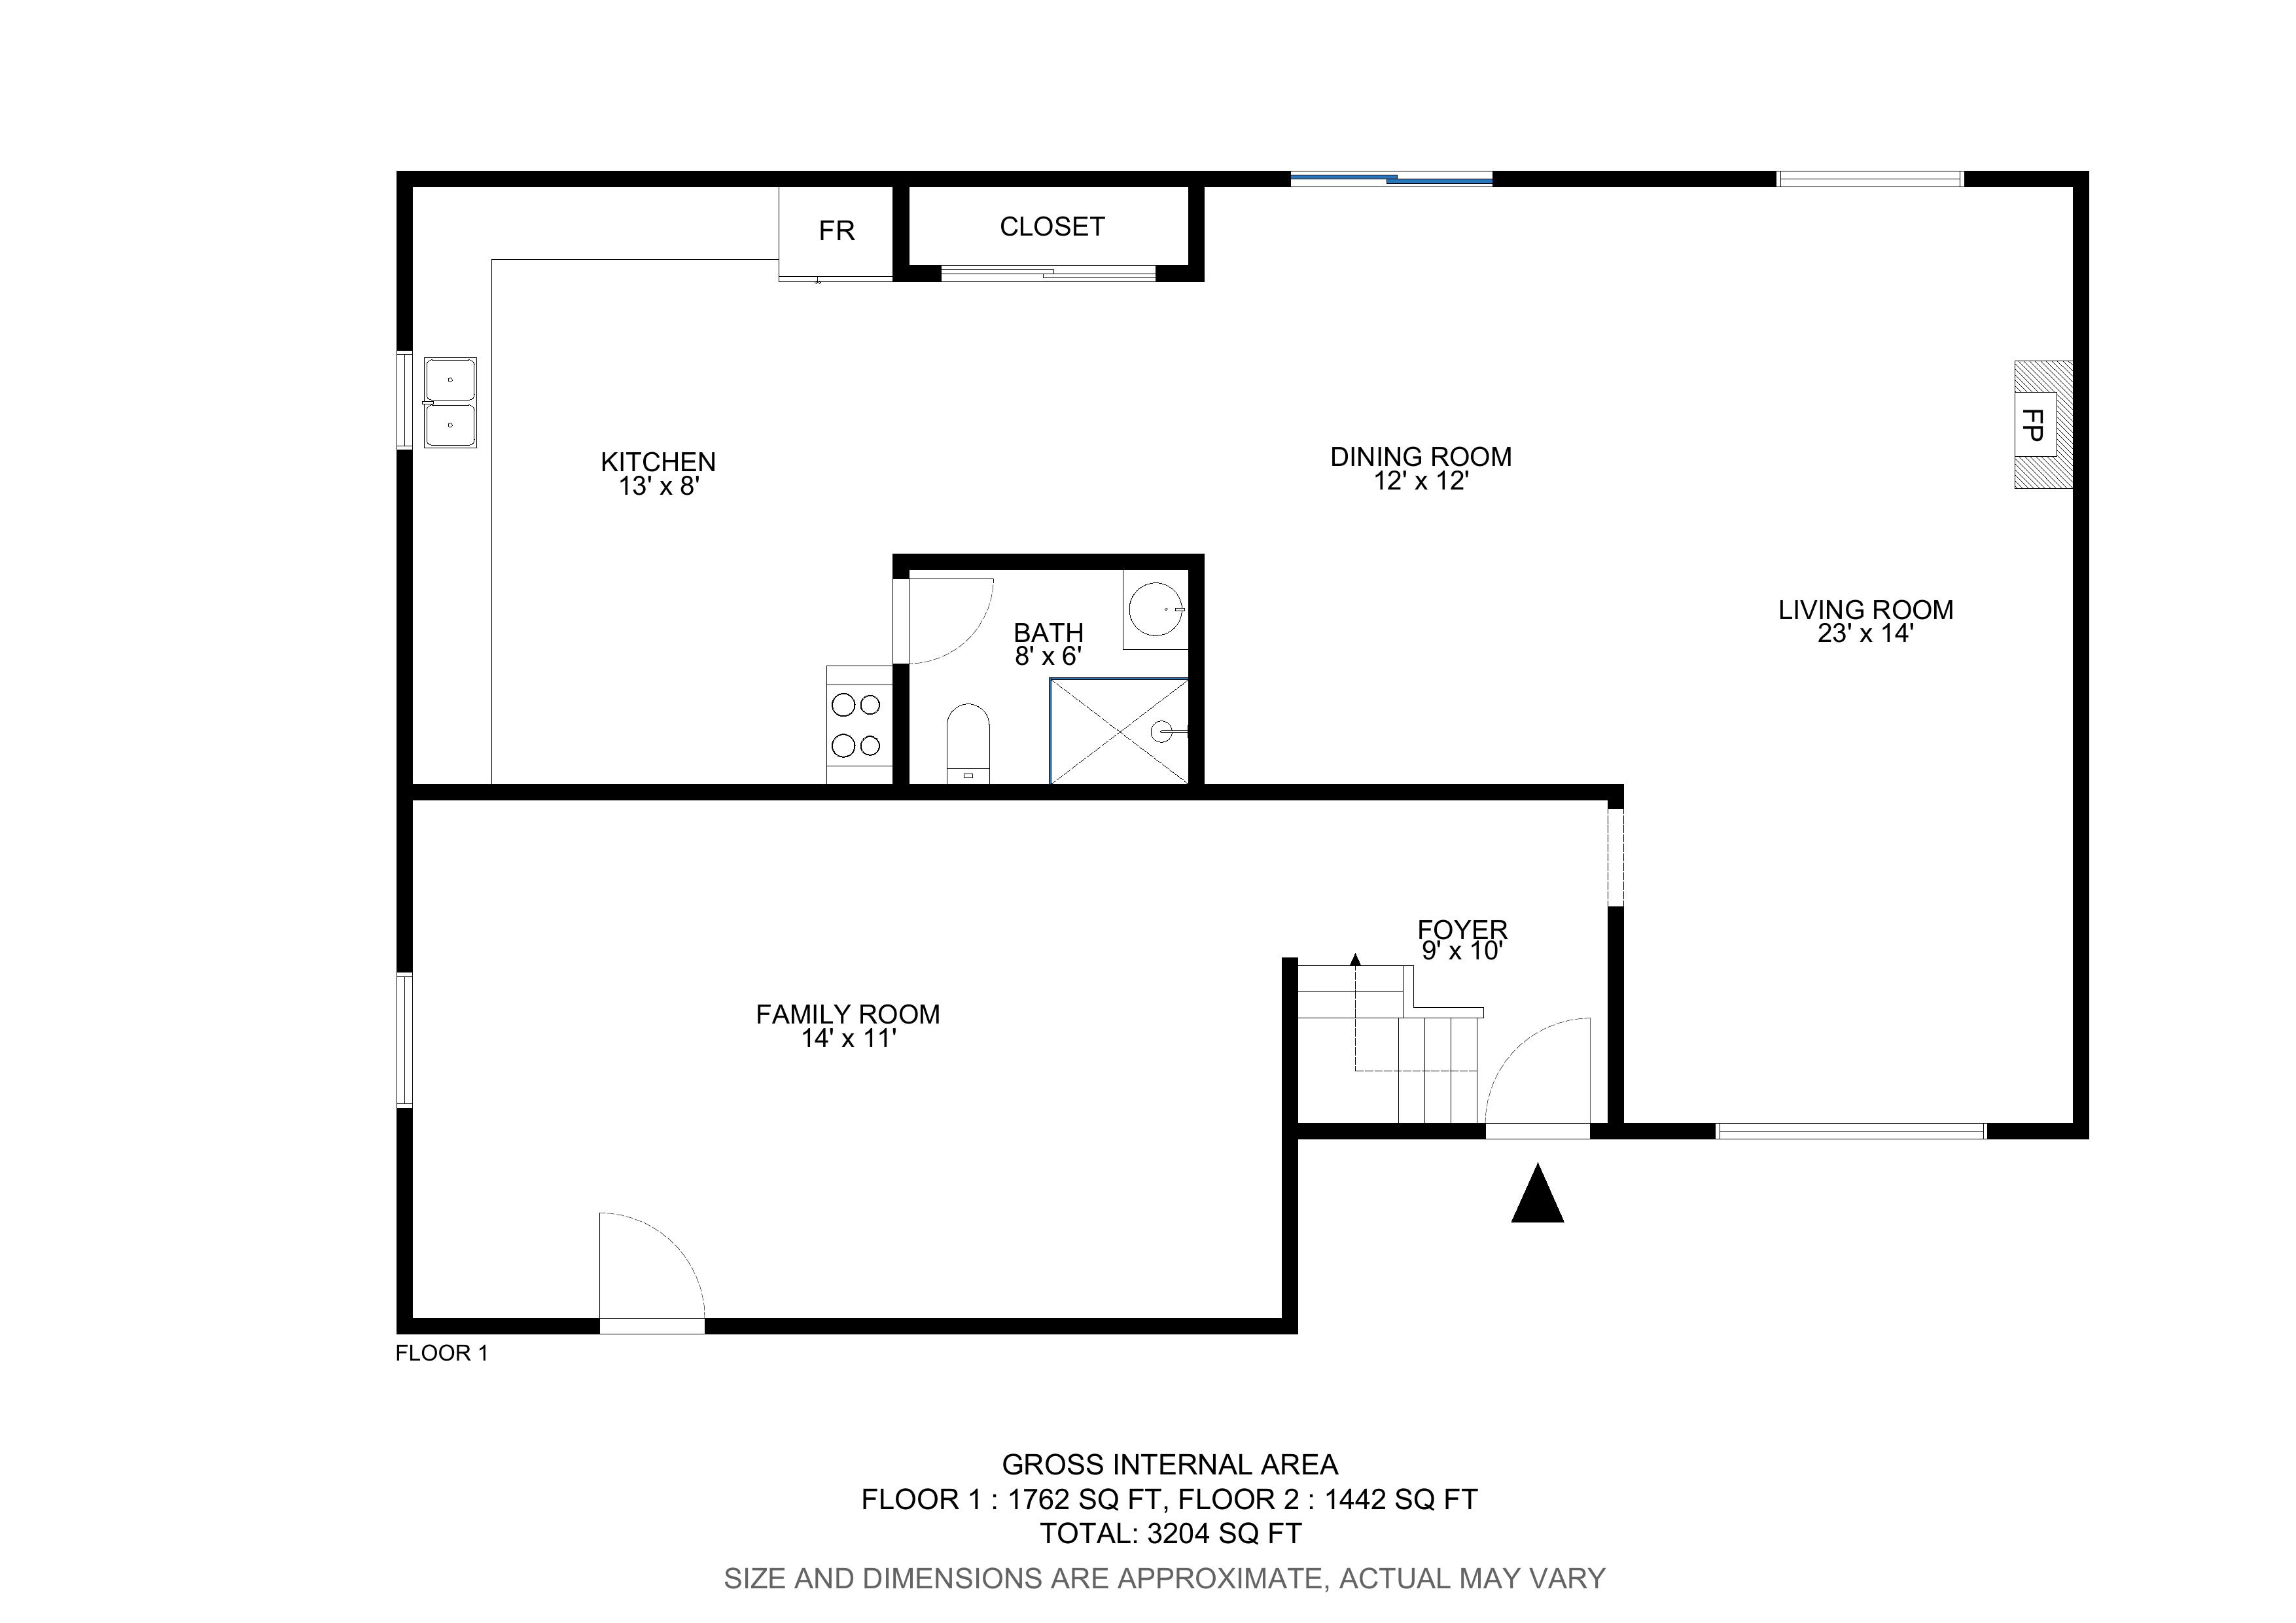 FR
CLOSET
FP
KITCHEN
13' x 8'
DINING ROOM
12' x 12'
BATH
8' x 6'
LIVING ROOM
23' x 14'
FOYER
9' x 10'
FAMILY ROOM
14' x 11'
FLOOR 1
GROSS INTERNAL AREA
FLOOR 1 : 1762 SQ FT, FLOOR 2 : 1442 SQ FT
TOTAL: 3204 SQ FT
SIZE AND DIMENSIONS ARE APPROXIMATE, ACTUAL MAY VARY